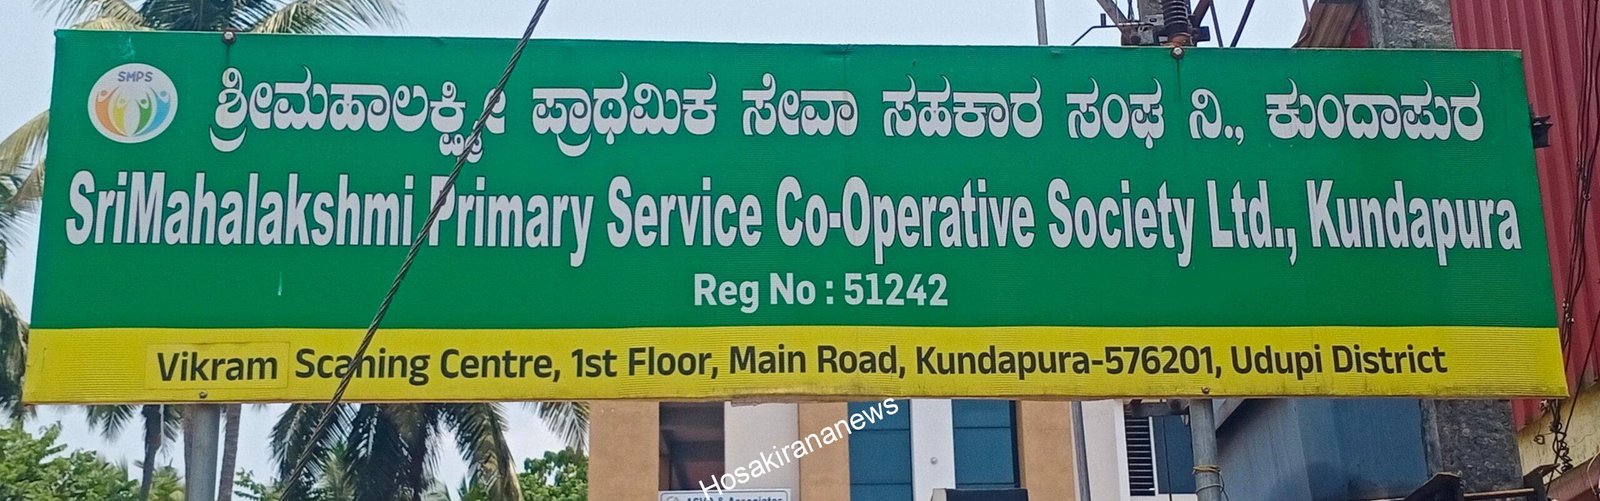 SMPS
ಶ್ರೀಮಹಾಲಕ್ಷ್ಮೀ ಪ್ರಾಥಮಿಕ ಸೇವಾ ಸಹಕಾರ ಸಂಘ ನಿ., ಕುಂದಾಪುರ
SriMahalakshmi Primary Service Co-Operative Society Ltd., Kundapura
Reg No : 51242
Vikram Scaning Centre, 1st Floor, Main Road, Kundapura-576201, Udupi District
Hosakirananews
& Associates